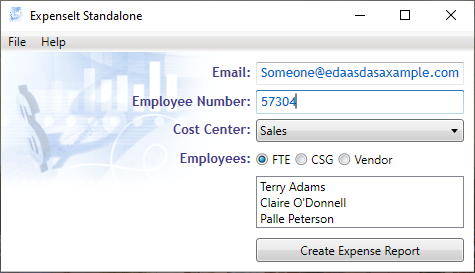 ExpenseIt Standalone
File Help
Email: Someone@edaasdasaxample.com
Employee Number: 57304
Cost Center: Sales
Employees: FTE CSG Vendor
Terry Adams
Claire O'Donnell
Palle Peterson
Create Expense Report